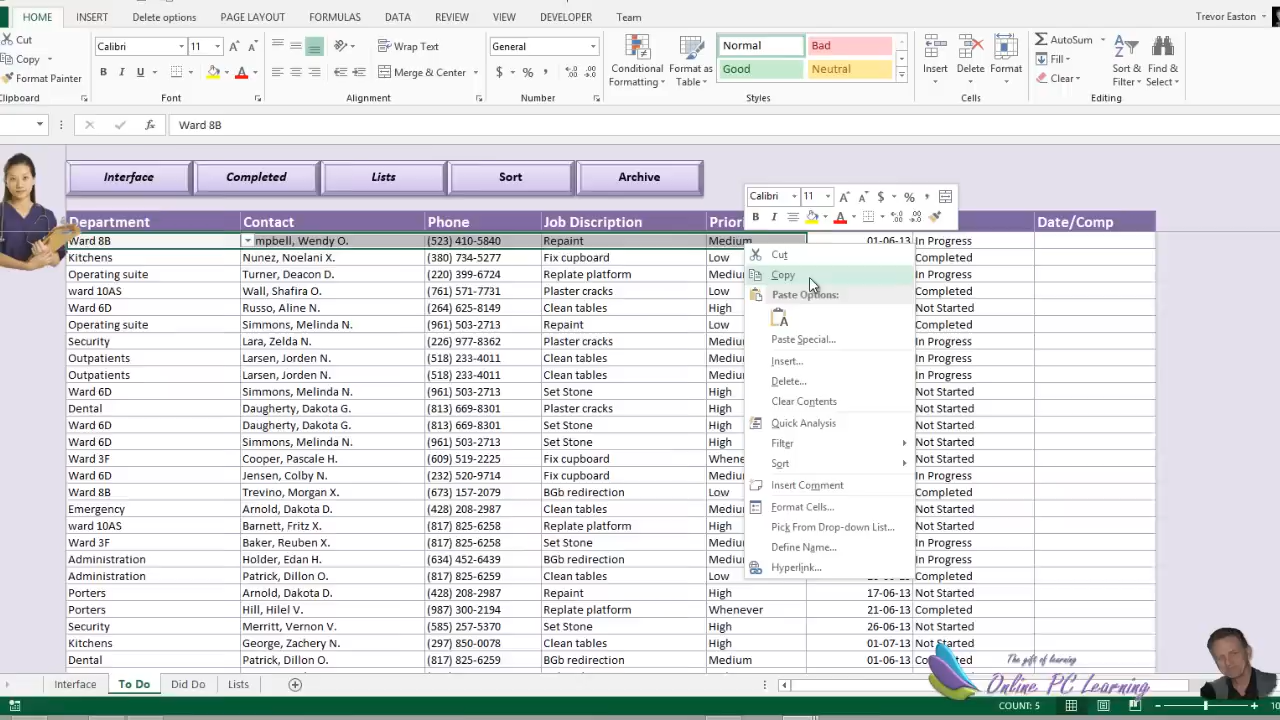 HOME INSERT Delete options PAGE LAYOUT FORMULAS DATA REVIEW VIEW DEVELOPER Team Trevor Easton
Cut
Copy
Format Painter
Clipboard
Calibri 11
Font
Wrap Text
Merge & Center
Alignment
General
Number
Conditional Formatting
Format as Table
Normal Bad
Good Neutral
Styles
Insert Delete Format
Cells
AutoSum
Fill
Clear
Sort & Filter
Find & Select
Editing
fx Ward 8B
Interface Completed Lists Sort Archive
Calibri 11
Department Contact Phone Job Discription Prior Date/Comp
Ward 8B mpbell, Wendy O. (523) 410-5840 Repaint Medium 01-06-13 In Progress
Kitchens Nunez, Noelani X. (380) 734-5277 Fix cupboard Low Completed
Operating suite Turner, Deacon D. (220) 399-6724 Replate platform Mediu In Progress
ward 10AS Wall, Shafira O. (761) 571-7731 Plaster cracks Low Completed
Ward 6D Russo, Aline N. (264) 625-8149 Clean tables High Not Started
Operating suite Simmons, Melinda N. (961) 503-2713 Repaint Low Completed
Security Lara, Zelda N. (226) 977-8362 Plaster cracks Mediu In Progress
Outpatients Larsen, Jorden N. (518) 233-4011 Clean tables High In Progress
Outpatients Larsen, Jorden N. (518) 233-4011 Clean tables Mediu In Progress
Ward 6D Simmons, Melinda N. (961) 503-2713 Set Stone High Not Started
Dental Daugherty, Dakota G. (813) 669-8301 Plaster cracks High Not Started
Ward 6D Daugherty, Dakota G. (813) 669-8301 Set Stone High Not Started
Ward 6D Simmons, Melinda N. (961) 503-2713 Set Stone High Not Started
Ward 3F Cooper, Pascale H. (609) 519-2225 Fix cupboard Whene Not Started
Ward 6D Jensen, Colby N. (232) 520-9714 Fix cupboard Mediu In Progress
Ward 8B Trevino, Morgan X. (673) 157-2079 BGb redirection Low Completed
Emergency Arnold, Dakota D. (428) 208-2987 Clean tables Mediu Not Started
ward 10AS Barnett, Fritz X. (817) 825-6258 Replate platform High Not Started
Ward 3F Baker, Reuben X. (817) 825-6258 Set Stone Mediu In Progress
Administration Holder, Edan H. (634) 452-6439 BGb redirection High In Progress
Administration Patrick, Dillon O. (817) 825-6259 Clean tables Low Completed
Porters Arnold, Dakota D. (428) 208-2987 Repaint High 17-06-13 Not Started
Porters Hill, Hilel V. (987) 300-2194 Replate platform Whenever 21-06-13 Completed
Security Merritt, Vernon V. (585) 257-5370 Set Stone High 26-06-13 Not Started
Kitchens George, Zachery N. (297) 850-0078 Clean tables High 01-07-13 Not Started
Dental Patrick, Dillon O. (817) 825-6259 Clean tables Medium 01-06-13
Cut
Copy
Paste Options:
Paste Special...
Insert...
Delete...
Clear Contents
Quick Analysis
Filter
Sort
Insert Comment
Format Cells...
Pick From Drop-down List...
Define Name...
Hyperlink...
The gift of learning
Online PC Learning
Interface To Do Did Do Lists
COUNT: 5 10